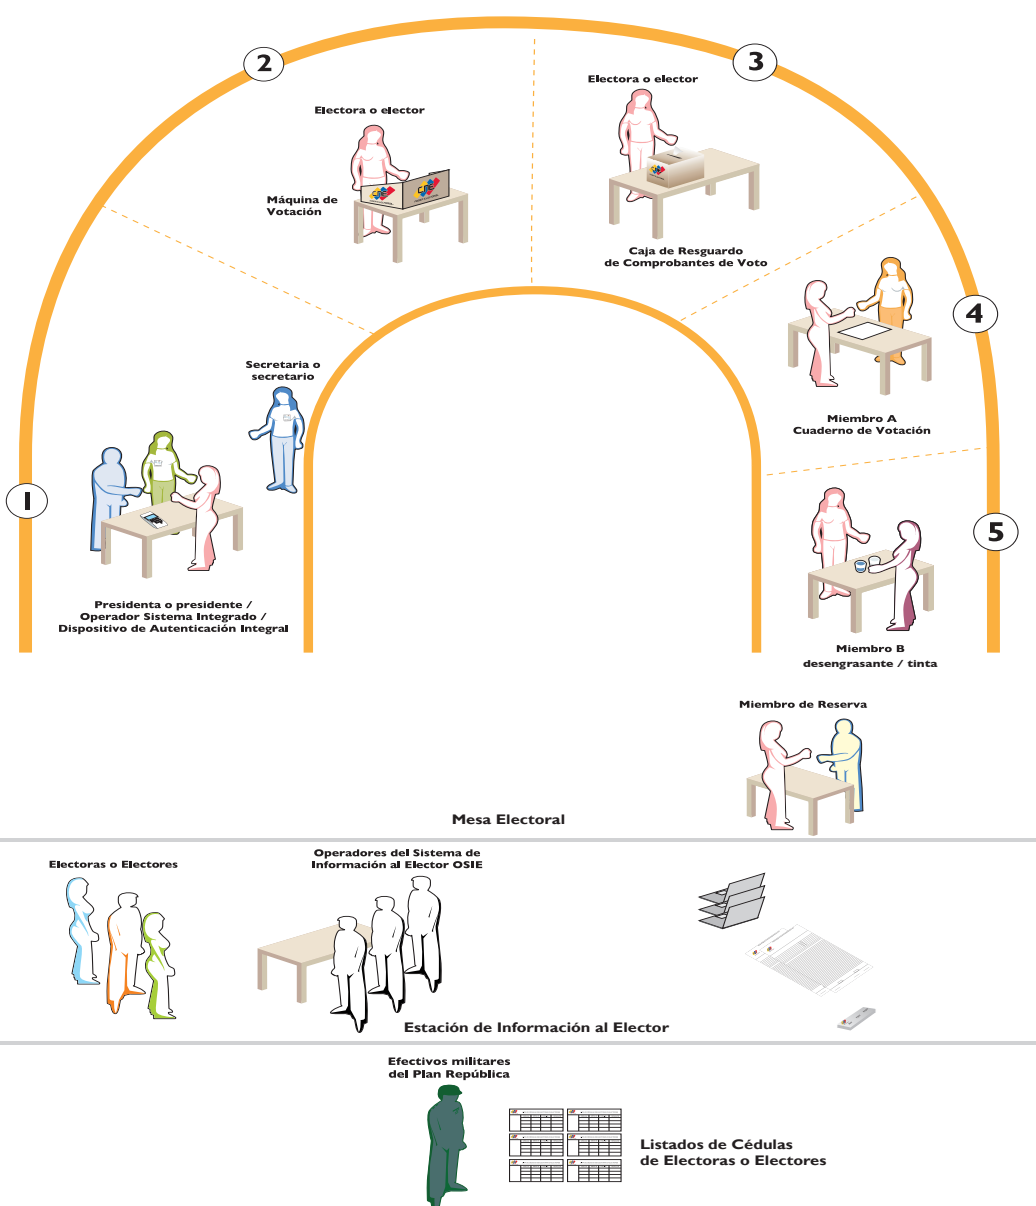 2
3
Electora o elector
Electora o elector
Máquina de
Votación
Caja de Resguardo
de Comprobantes de Voto
4
Secretaria o
secretario
Miembro A
Cuaderno de Votación
1
5
Presidenta o presidente /
Operador Sistema Integrado /
Dispositivo de Autenticación Integral
Miembro B
desengrasante / tinta
Miembro de Reserva
Mesa Electoral
Electoras o Electores
Operadores del Sistema de
Información al Elector OSIE
Estación de Información al Elector
Efectivos militares
del Plan República
Listados de Cédulas
de Electoras o Electores